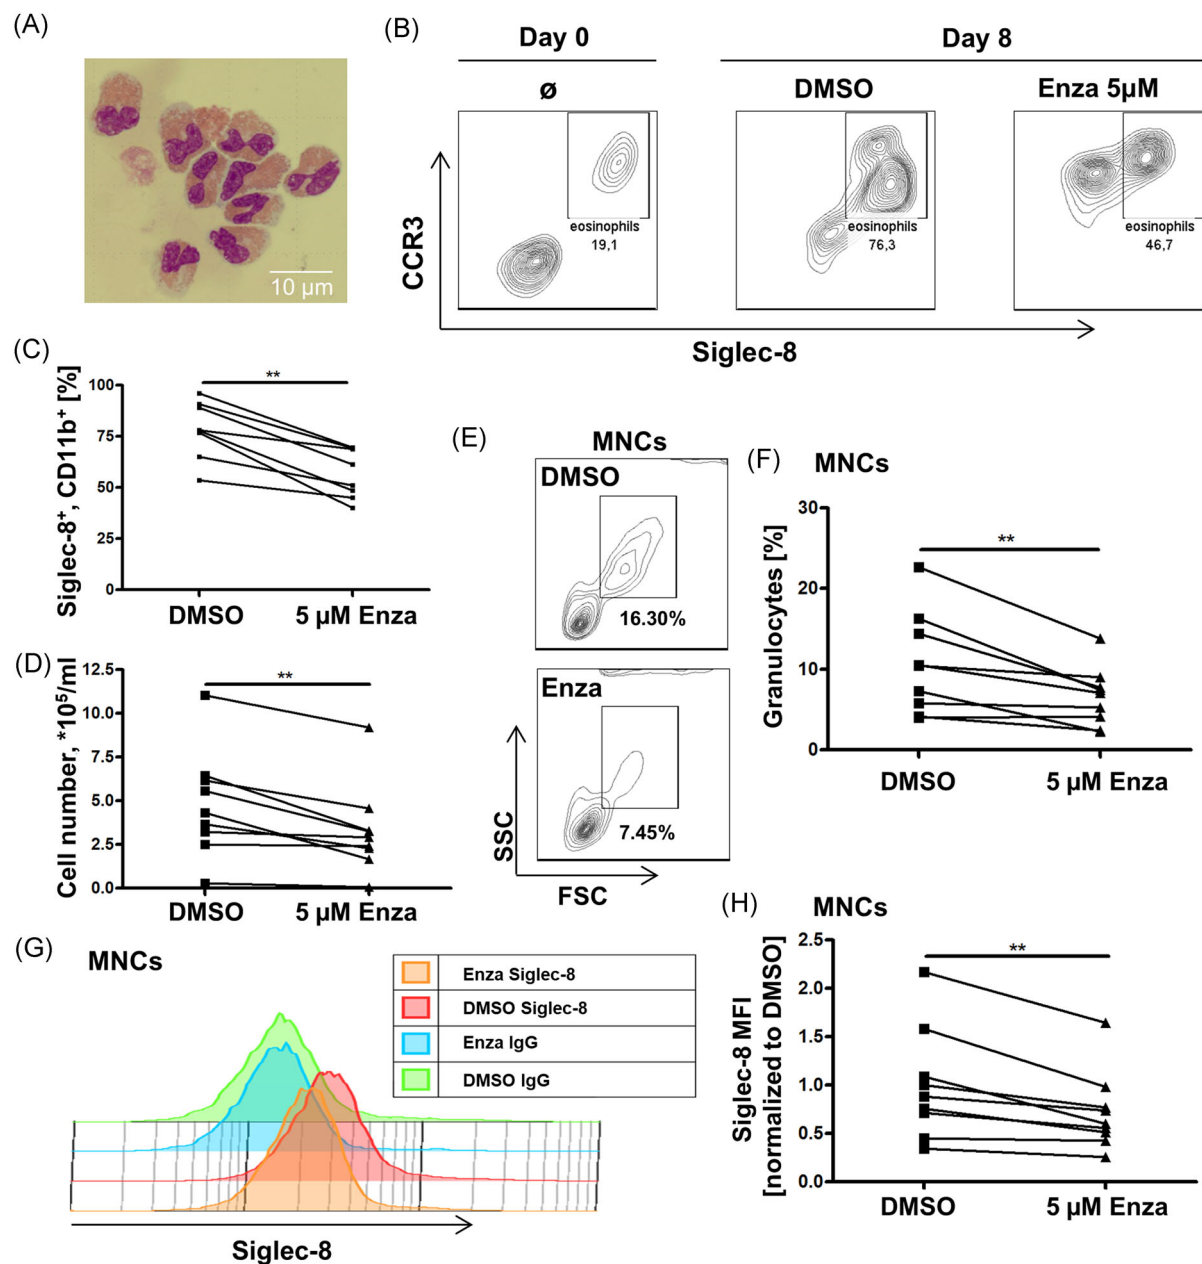 (A)
10 µm
(B)
Day 0
Day 8
ø
DMSO
Enza 5µM
eosinophils
19,1
eosinophils
76,3
eosinophils
46,7
CCR3
Siglec-8
(C)
Siglec-8⁺, CD11b⁺ [%]
100
75
50
25
0
**
DMSO
5 µM Enza
(D)
Cell number, *10⁵/ml
12.5
10.0
7.5
5.0
2.5
0.0
**
DMSO
5 µM Enza
(E)
MNCs
DMSO
16.30%
Enza
7.45%
SSC
FSC
(F)
MNCs
Granulocytes [%]
30
20
10
0
**
DMSO
5 µM Enza
(G)
MNCs
Enza Siglec-8
DMSO Siglec-8
Enza IgG
DMSO IgG
Siglec-8
(H)
MNCs
Siglec-8 MFI
[normalized to DMSO]
2.5
2.0
1.5
1.0
0.5
0.0
**
DMSO
5 µM Enza